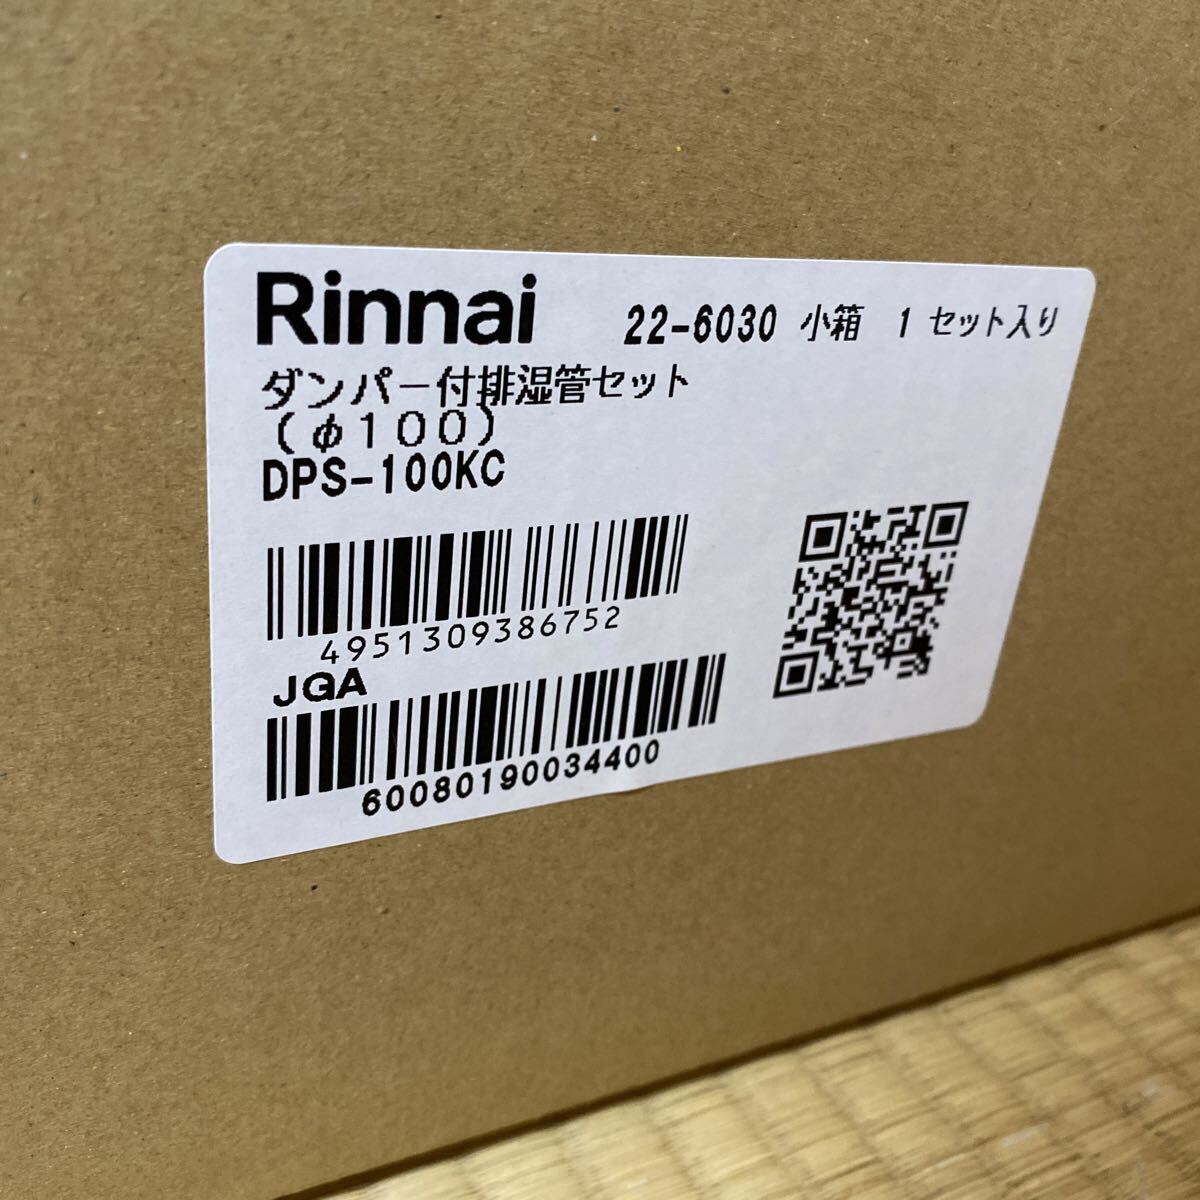 Rinnai 22-6030 小箱 1 セット入り
ダンパー付排湿管セット
(φ100)
DPS-100KC
4951309386752
JGA
60080190034400